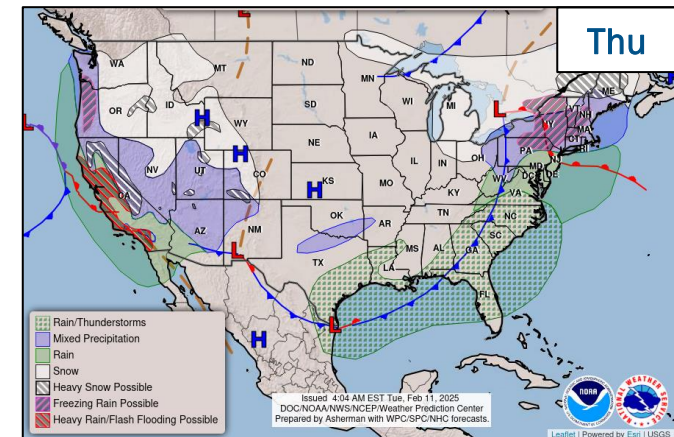 Thu
WA
MT
ND
MN
OR
ID
WY
SD
WI
MI
ME
VT
NH
NY
MA
CT
RI
NE
IA
PA
NJ
NV
UT
CO
KS
IL
IN
OH
WV
MD
DC
DE
CA
MO
KY
VA
AZ
NM
OK
AR
TN
NC
TX
MS
AL
GA
SC
LA
FL
H
H
H
H
L
L
L
L
L
L
Rain/Thunderstorms
Mixed Precipitation
Rain
Snow
Heavy Snow Possible
Freezing Rain Possible
Heavy Rain/Flash Flooding Possible
Issued 4:04 AM EST Tue, Feb 11, 2025
DOC/NOAA/NWS/NCEP/Weather Prediction Center
Prepared by Asherman with WPC/SPC/NHC forecasts.
NOAA
NATIONAL WEATHER SERVICE
Leaflet | Powered by Esri | USGS